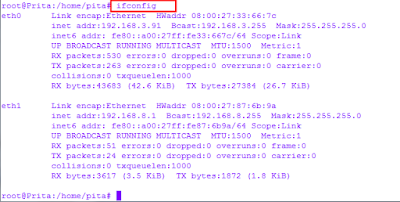 root@Prita:/home/pita# ifconfig
eth0 Link encap:Ethernet HWaddr 08:00:27:33:66:7c
inet addr:192.168.3.91 Bcast:192.168.3.255 Mask:255.255.255.0
inet6 addr: fe80::a00:27ff:fe33:667c/64 Scope:Link
UP BROADCAST RUNNING MULTICAST MTU:1500 Metric:1
RX packets:530 errors:0 dropped:0 overruns:0 frame:0
TX packets:263 errors:0 dropped:0 overruns:0 carrier:0
collisions:0 txqueuelen:1000
RX bytes:43683 (42.6 KiB) TX bytes:27384 (26.7 KiB)
eth1 Link encap:Ethernet HWaddr 08:00:27:87:6b:9a
inet addr:192.168.8.1 Bcast:192.168.8.255 Mask:255.255.255.0
inet6 addr: fe80::a00:27ff:fe87:6b9a/64 Scope:Link
UP BROADCAST RUNNING MULTICAST MTU:1500 Metric:1
RX packets:51 errors:0 dropped:0 overruns:0 frame:0
TX packets:24 errors:0 dropped:0 overruns:0 carrier:0
collisions:0 txqueuelen:1000
RX bytes:3617 (3.5 KiB) TX bytes:1872 (1.8 KiB)
root@Prita:/home/pita#